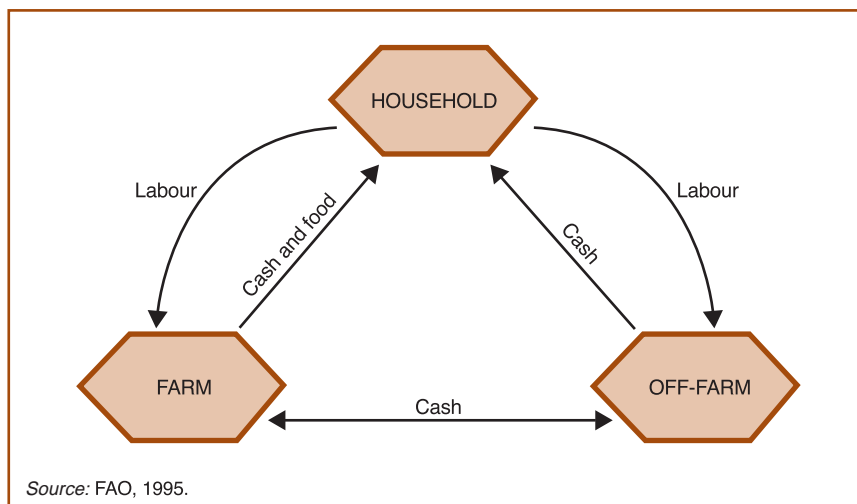 HOUSEHOLD
Labour
Labour
Cash and food
Cash
FARM
OFF-FARM
Cash
Source: FAO, 1995.